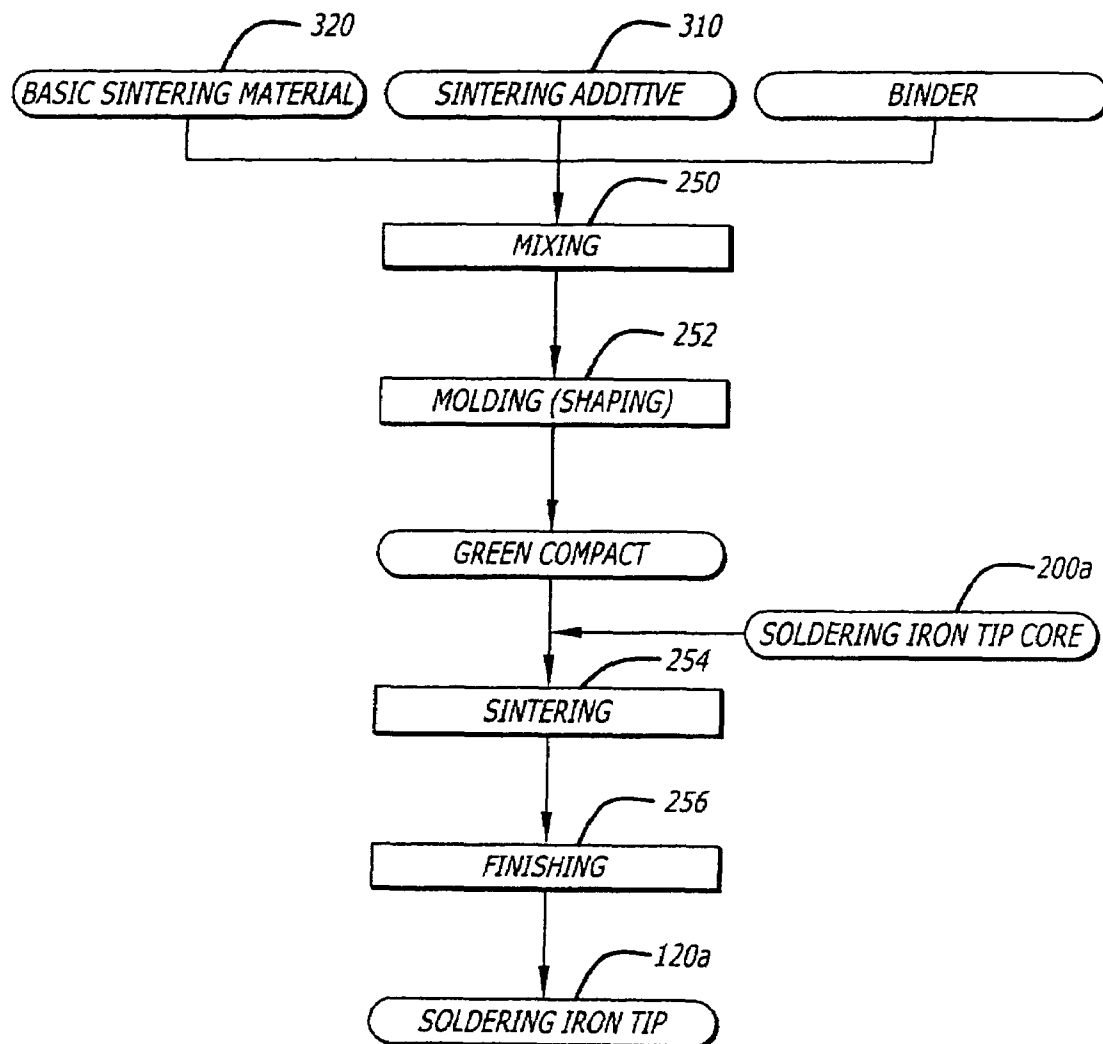 320
310
BASIC SINTERING MATERIAL
SINTERING ADDITIVE
BINDER
250
MIXING
252
MOLDING (SHAPING)
GREEN COMPACT
200a
SOLDERING IRON TIP CORE
254
SINTERING
256
FINISHING
120a
SOLDERING IRON TIP